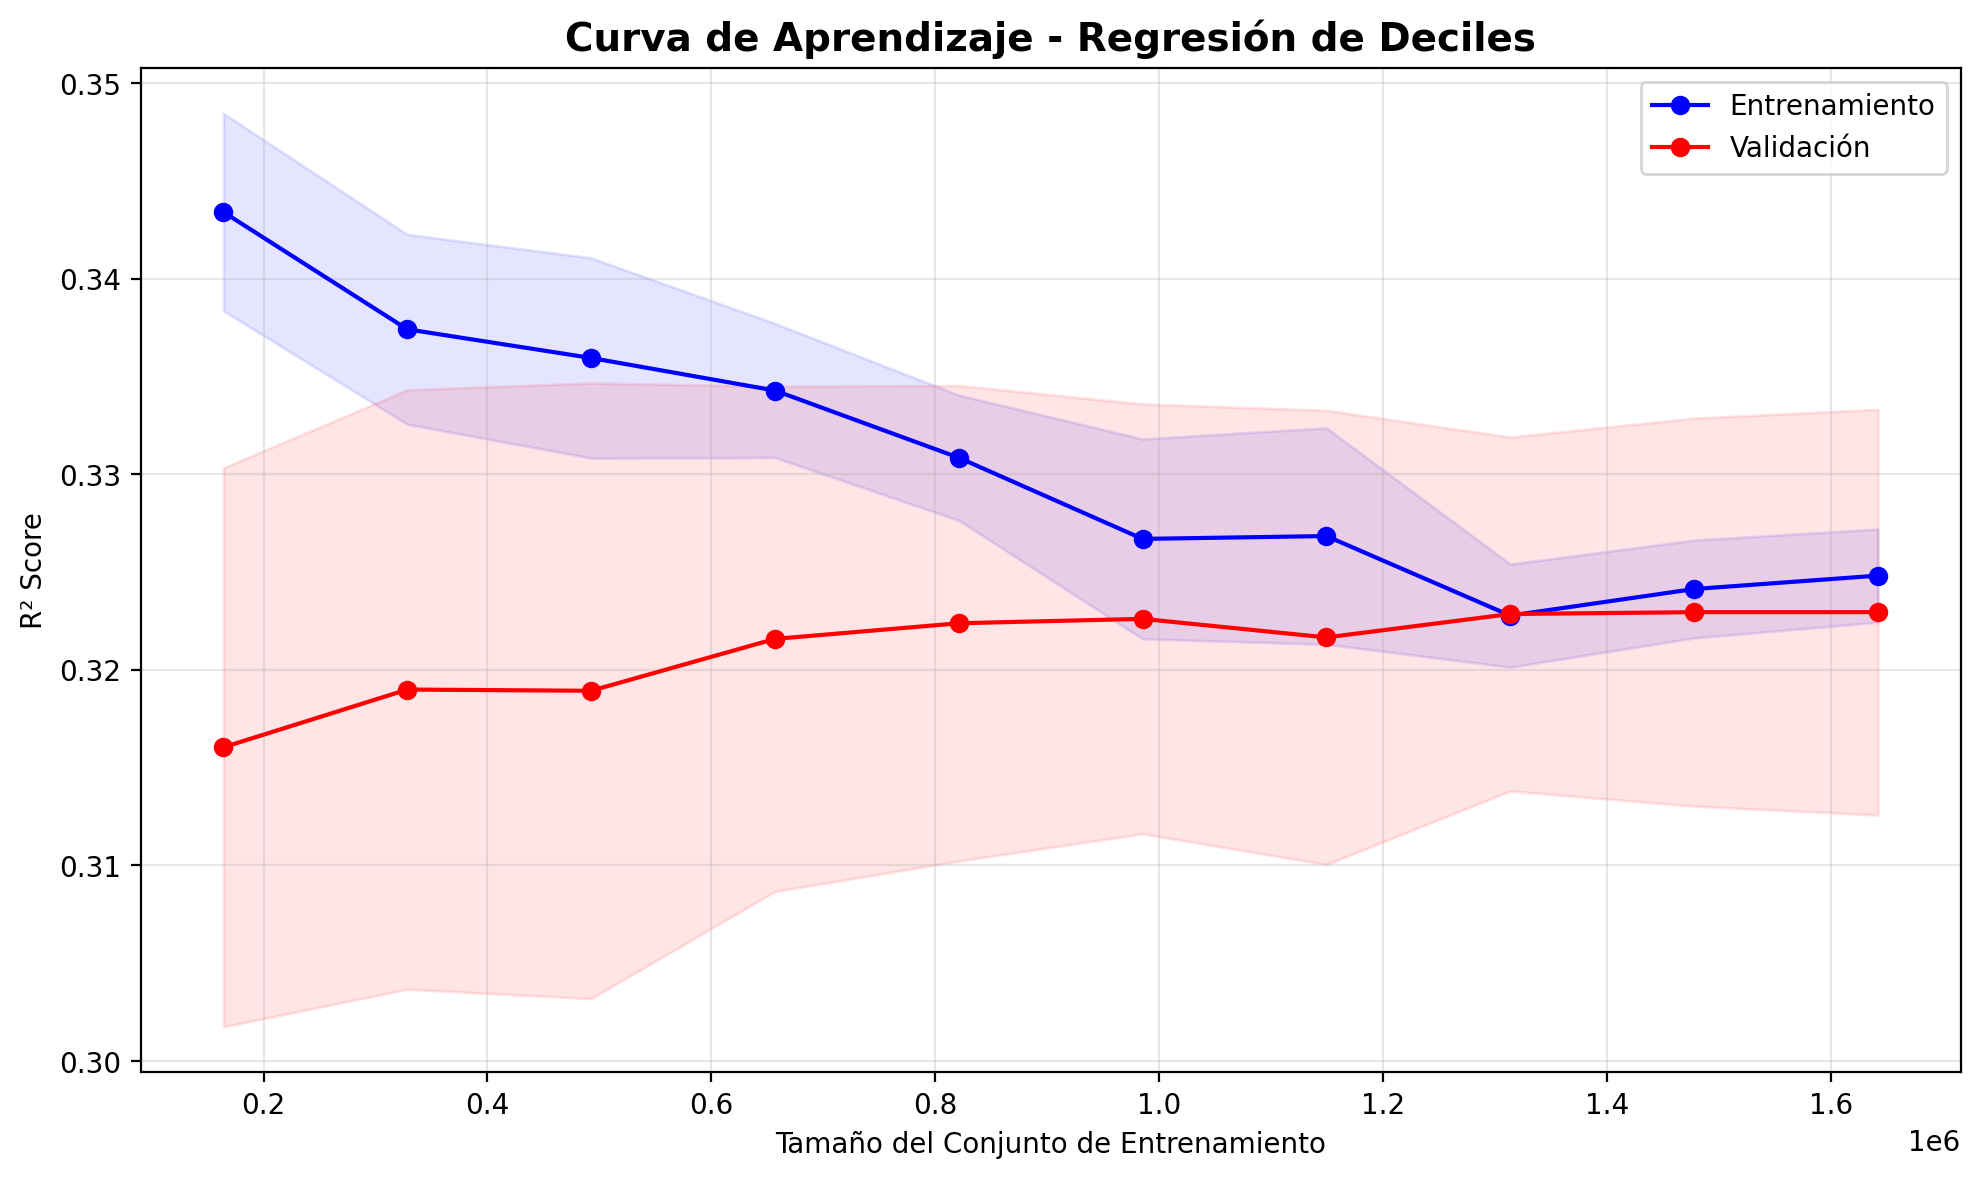 Curva de Aprendizaje - Regresión de Deciles
0.35
0.34
0.33
0.32
0.31
0.30
R² Score
Entrenamiento
Validación
0.2 0.4 0.6 0.8 1.0 1.2 1.4 1.6
1e6
Tamaño del Conjunto de Entrenamiento